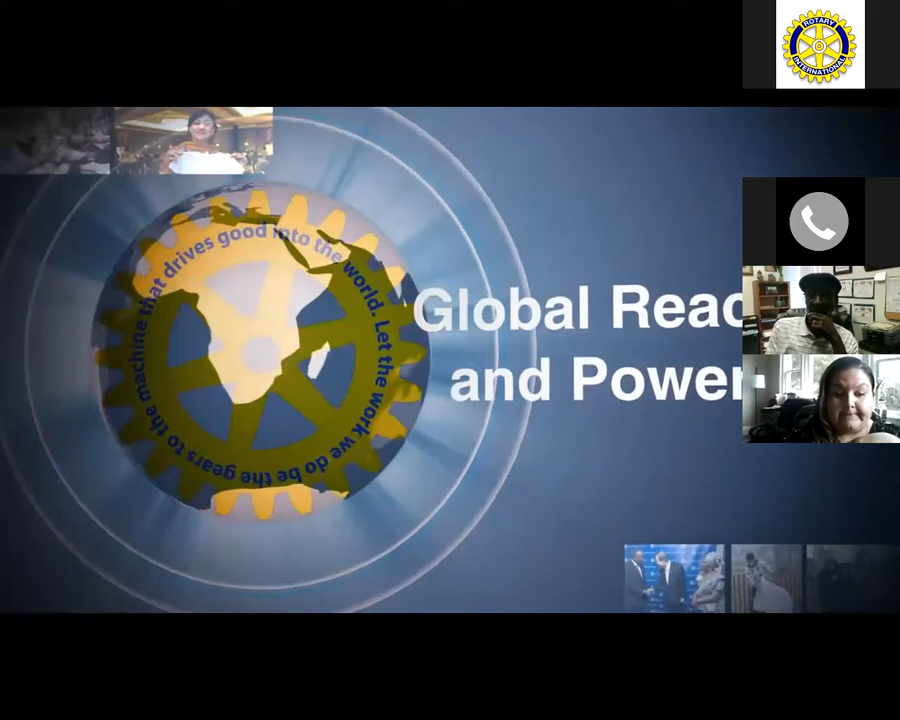 ROTARY
INTERNATIONAL
Let the work we do be the gears to the machine that drives good into the world.
Global Reac
and Power